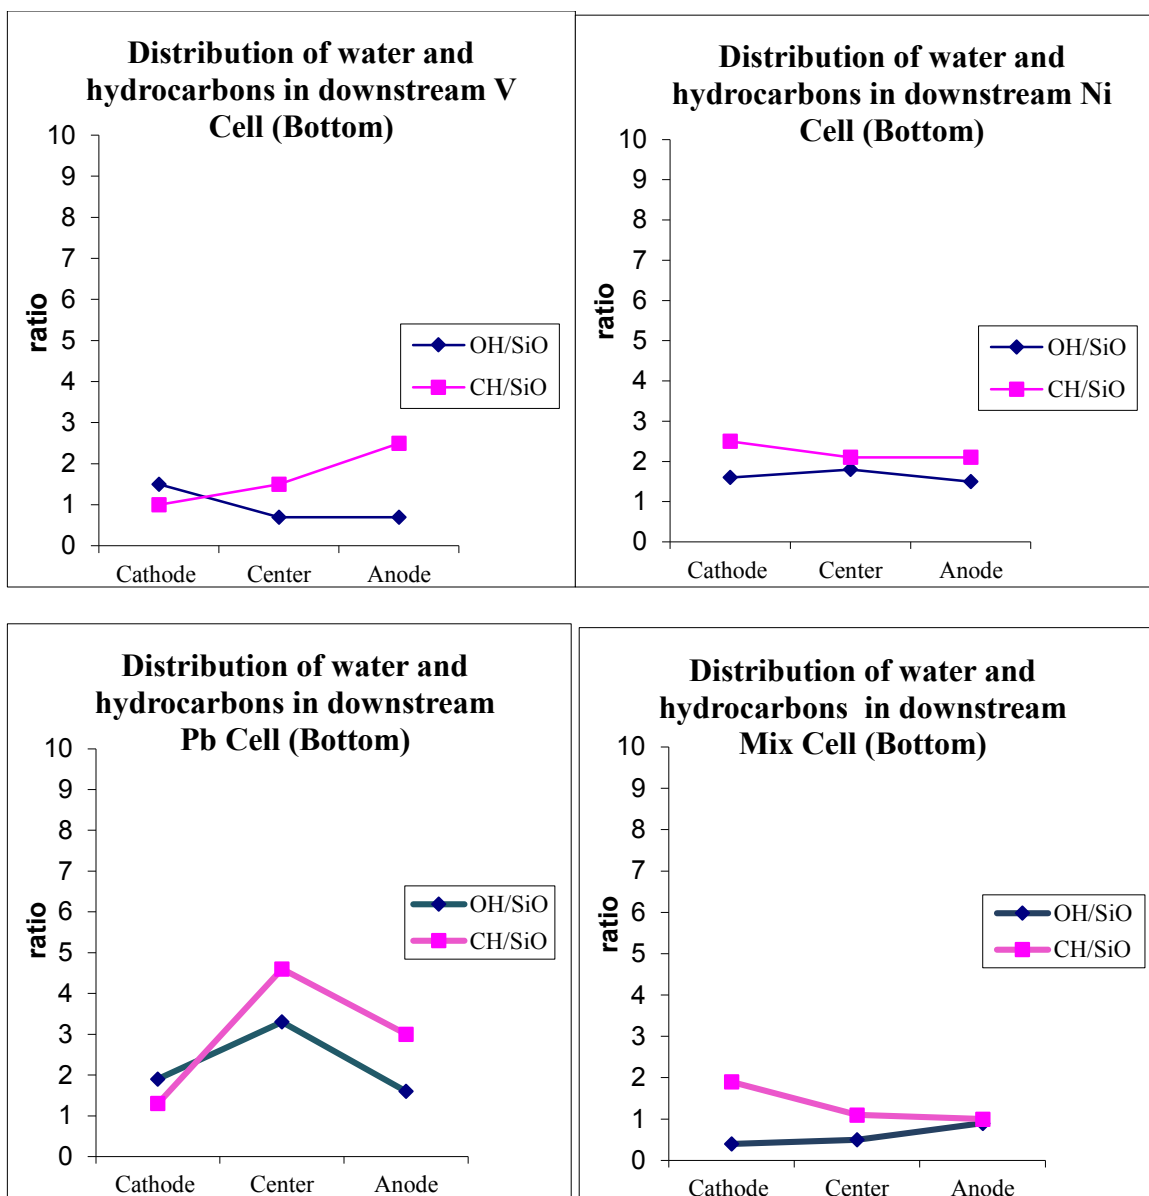 Distribution of water and
hydrocarbons in downstream V
Cell (Bottom)
10
9
8
7
6
5
4
3
2
1
0
ratio
OH/SiO
CH/SiO
Cathode Center Anode
Distribution of water and
hydrocarbons in downstream Ni
Cell (Bottom)
10
9
8
7
6
5
4
3
2
1
0
ratio
OH/SiO
CH/SiO
Cathode Center Anode
Distribution of water and
hydrocarbons in downstream
Pb Cell (Bottom)
10
9
8
7
6
5
4
3
2
1
0
ratio
OH/SiO
CH/SiO
Cathode Center Anode
Distribution of water and
hydrocarbons in downstream
Mix Cell (Bottom)
10
9
8
7
6
5
4
3
2
1
0
ratio
OH/SiO
CH/SiO
Cathode Center Anode